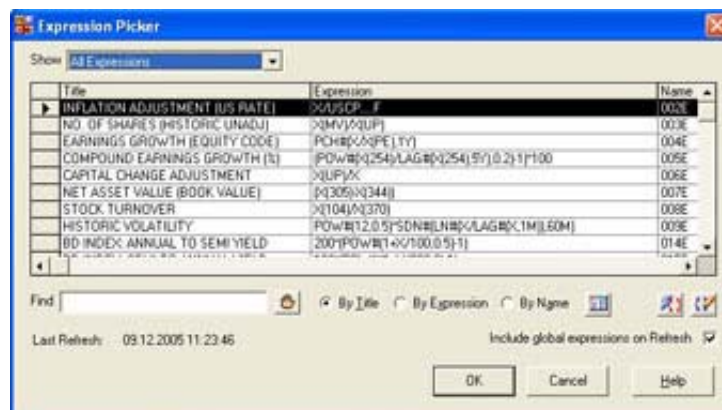 Expression Picker
Show All Expressions
Title Expression Name
INFLATION ADJUSTMENT (US RATE) X/USCP....F 002E
NO. OF SHARES (HISTORIC UNADJ) X(MV)/X(UP) 003E
EARNINGS GROWTH (EQUITY CODE) PCH#(X/X(PE),1Y) 004E
COMPOUND EARNINGS GROWTH (%) (POW#(X(254)/LAG#(X(254),5Y),0.2)-1)*100 005E
CAPITAL CHANGE ADJUSTMENT X(UP)/X 006E
NET ASSET VALUE (BOOK VALUE) (X(305)/X(344)) 007E
STOCK TURNOVER X(104)/X(370) 008E
HISTORIC VOLATILITY POW#(12,0.5)*SDN#(LN#(X/LAG#(X,1M)),60M) 009E
BD INDEX: ANNUAL TO SEMI YIELD 200*(POW#(1+X/100,0.5)-1) 014E
Find By Title By Expression By Name
Last Refresh: 09.12.2005 11:23:46 Include global expressions on Refresh
OK Cancel Help